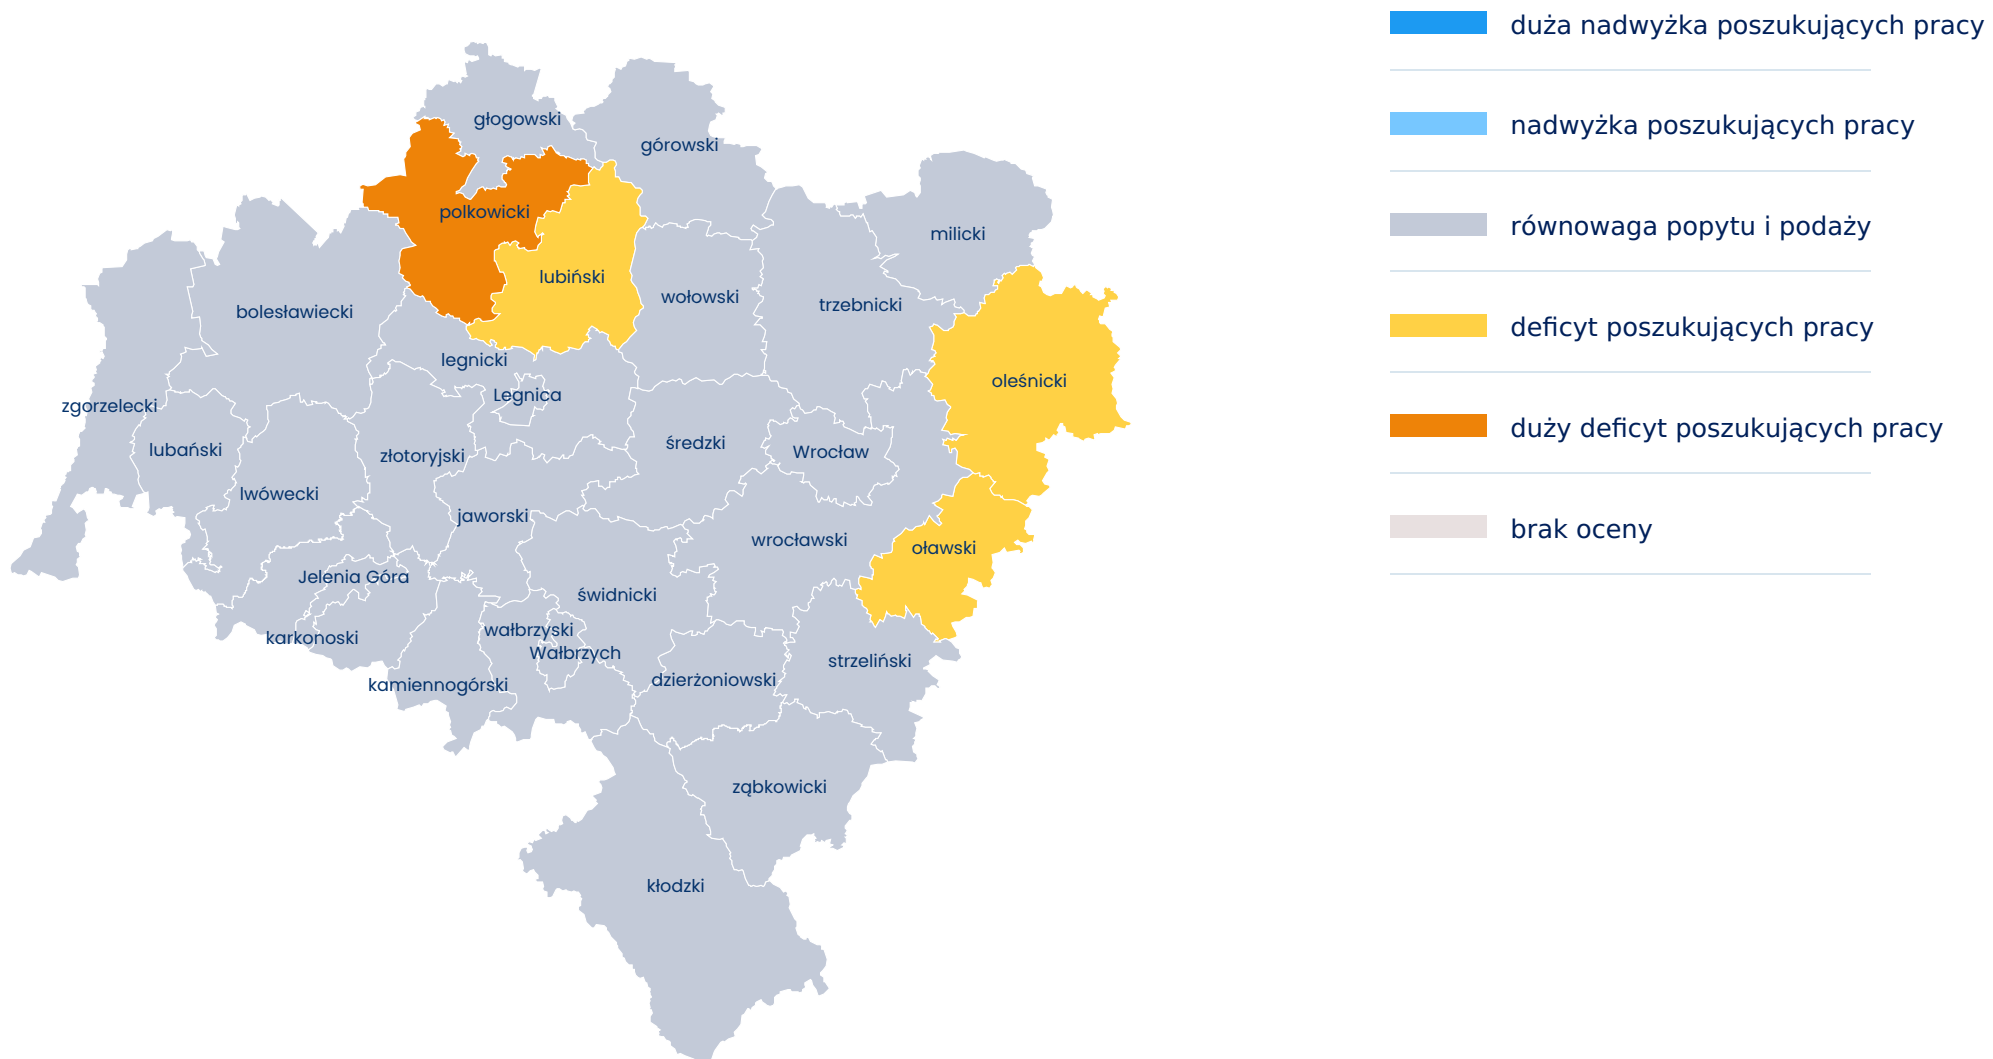 duża nadwyżka poszukujących pracy
nadwyżka poszukujących pracy
równowaga popytu i podaży
deficyt poszukujących pracy
duży deficyt poszukujących pracy
brak oceny
głogowski
górowski
polkowicki
milicki
lubiński
wołowski
trzebnicki
bolesławiecki
legnicki
oleśnicki
Legnica
zgorzelecki
średzki
lubański
Wrocław
złotoryjski
lwówecki
jaworski
wrocławski
oławski
Jelenia Góra
świdnicki
wałbrzyski
karkonoski
Wałbrzych
strzeliński
dzierżoniowski
kamiennogórski
ząbkowicki
kłodzki